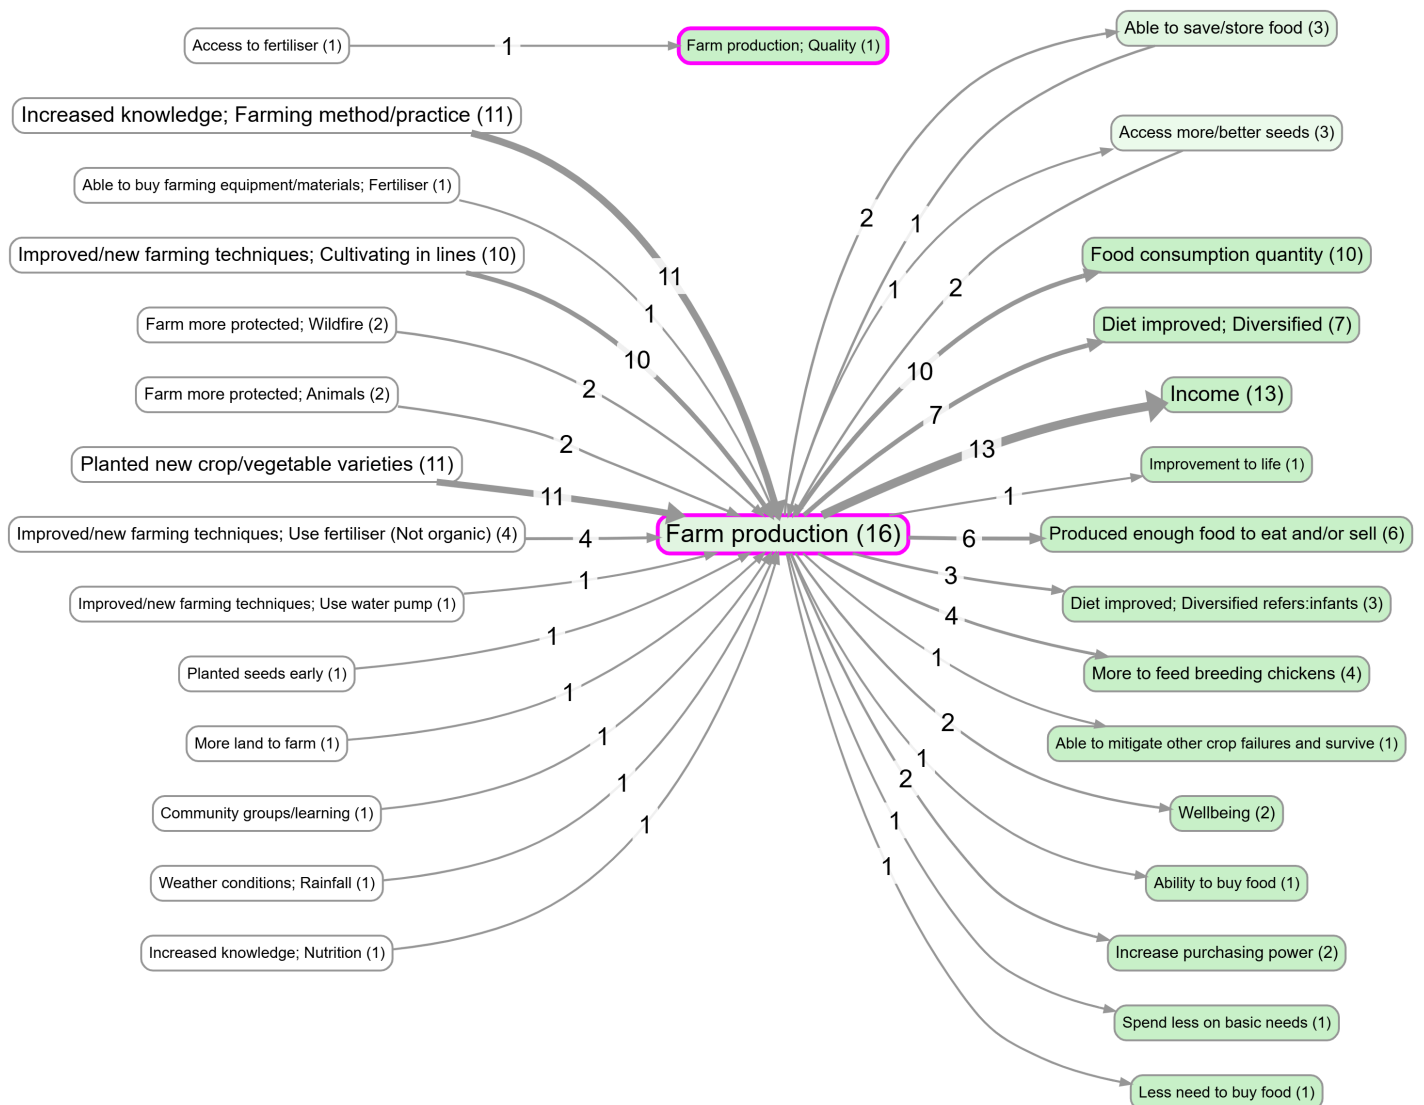 Access to fertiliser (1)
1
Farm production; Quality (1)
Able to save/store food (3)
Increased knowledge; Farming method/practice (11)
Access more/better seeds (3)
Able to buy farming equipment/materials; Fertiliser (1)
2
1
Improved/new farming techniques; Cultivating in lines (10)
Food consumption quantity (10)
11
1
2
1
Farm more protected; Wildfire (2)
Diet improved; Diversified (7)
10
10
2
Farm more protected; Animals (2)
Income (13)
7
2
13
Planted new crop/vegetable varieties (11)
Improvement to life (1)
11
1
Improved/new farming techniques; Use fertiliser (Not organic) (4)
4
Farm production (16)
6
Produced enough food to eat and/or sell (6)
1
3
Improved/new farming techniques; Use water pump (1)
Diet improved; Diversified refers:infants (3)
4
1
1
Planted seeds early (1)
More to feed breeding chickens (4)
1
2
More land to farm (1)
1
Able to mitigate other crop failures and survive (1)
1
1
2
Community groups/learning (1)
1
Wellbeing (2)
1
1
Weather conditions; Rainfall (1)
Ability to buy food (1)
Increased knowledge; Nutrition (1)
Increase purchasing power (2)
Spend less on basic needs (1)
Less need to buy food (1)